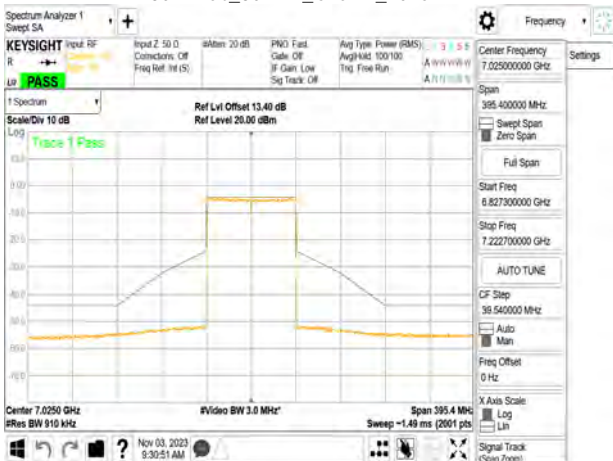 Spectrum Analyzer 1
Swept SA
Frequency
KEYSIGHT
Input: RF
Input Z: 50 Ω
#Atten: 20 dB
PNO: Fast
Avg Type: Power (RMS)
R
Corrections: Off
Gate: Off
Avg|Hold: 100/100
Freq Ref: Int (S)
IF Gain: Low
Trig: Free Run
Sig Track: Off
PASS
Center Frequency
7.025000000 GHz
Settings
Span
395.400000 MHz
Swept Span
Zero Span
Full Span
Start Freq
6.827300000 GHz
Stop Freq
7.222700000 GHz
AUTO TUNE
CF Step
39.540000 MHz
Auto
Man
Freq Offset
0 Hz
X Axis Scale
Log
Lin
Signal Track
(Span Zoom)
1 Spectrum
Ref Lvl Offset 13.40 dB
Scale/Div 10 dB
Ref Level 20.00 dBm
Log
Trace 1 Pass
Center 7.0250 GHz
#Video BW 3.0 MHz*
Span 395.4 MHz
#Res BW 910 kHz
Sweep ~1.49 ms (2001 pts
Nov 03, 2023
9:30:51 AM